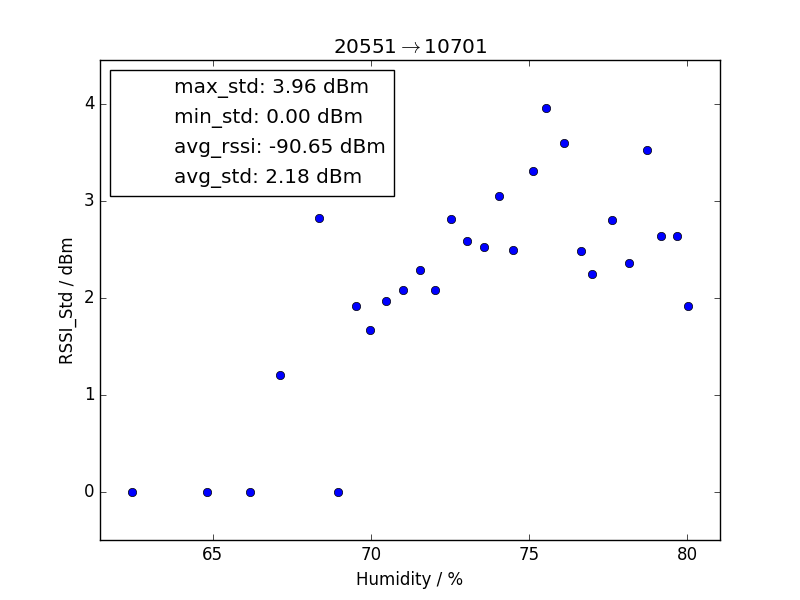 20551→10701
max_std: 3.96 dBm
min_std: 0.00 dBm
avg_rssi: -90.65 dBm
avg_std: 2.18 dBm
4
3
2
1
0
RSSI_Std / dBm
65 70 75 80
Humidity / %